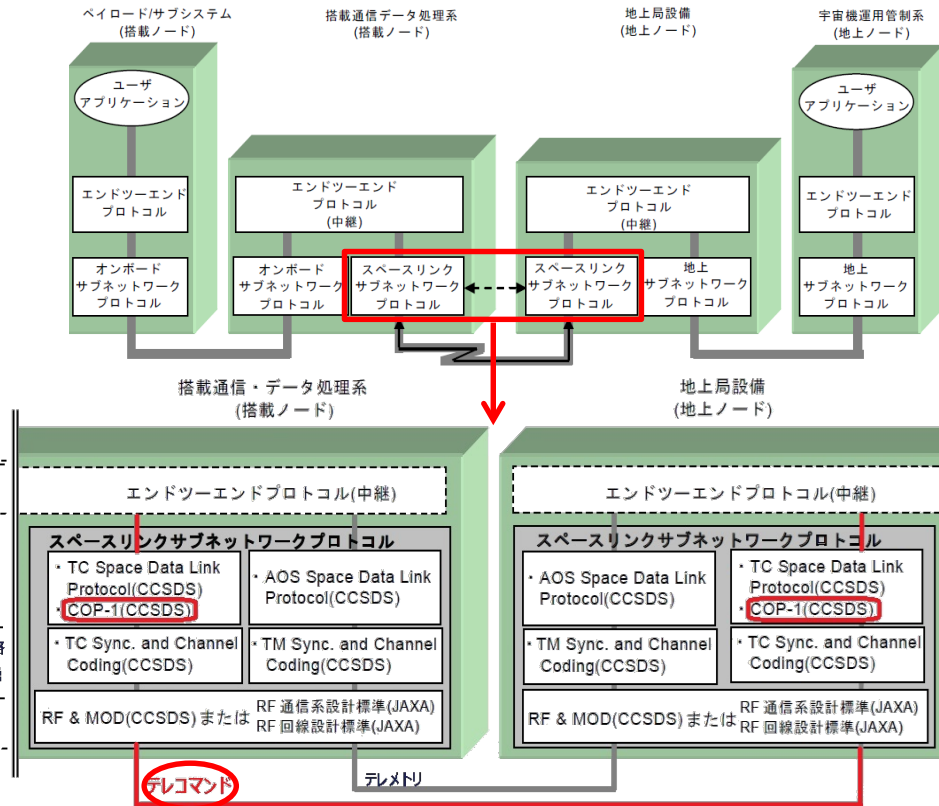 ペイロード/サブシステム
(搭載ノード)
搭載通信データ処理系
(搭載ノード)
地上局設備
(地上ノード)
宇宙機運用管制系
(地上ノード)
ユーザ
アプリケーション
エンドツーエンド
プロトコル
オンボード
サブネットワーク
プロトコル
エンドツーエンド
プロトコル
(中継)
オンボード
サブネットワーク
プロトコル
スペースリンク
サブネットワーク
プロトコル
エンドツーエンド
プロトコル
(中継)
スペースリンク
サブネットワーク
プロトコル
地上
サブネットワーク
プロトコル
ユーザ
アプリケーション
エンドツーエンド
プロトコル
地上
サブネットワーク
プロトコル
搭載通信・データ処理系
(搭載ノード)
地上局設備
(地上ノード)
エンドツーエンドプロトコル(中継)
スペースリンクサブネットワークプロトコル
・TC Space Data Link
Protocol(CCSDS)
・COP-1(CCSDS)
・AOS Space Data Link
Protocol(CCSDS)
・TC Sync. and Channel
Coding(CCSDS)
・TM Sync. and Channel
Coding(CCSDS)
RF & MOD(CCSDS)または
RF 通信系設計標準(JAXA)
RF 回線設計標準(JAXA)
エンドツーエンドプロトコル(中継)
スペースリンクサブネットワークプロトコル
・AOS Space Data Link
Protocol(CCSDS)
・TC Space Data Link
Protocol(CCSDS)
・COP-1(CCSDS)
・TM Sync. and Channel
Coding(CCSDS)
・TC Sync. and Channel
Coding(CCSDS)
RF & MOD(CCSDS)または
RF 通信系設計標準(JAXA)
RF 回線設計標準(JAXA)
テレコマンド
テレメトリ